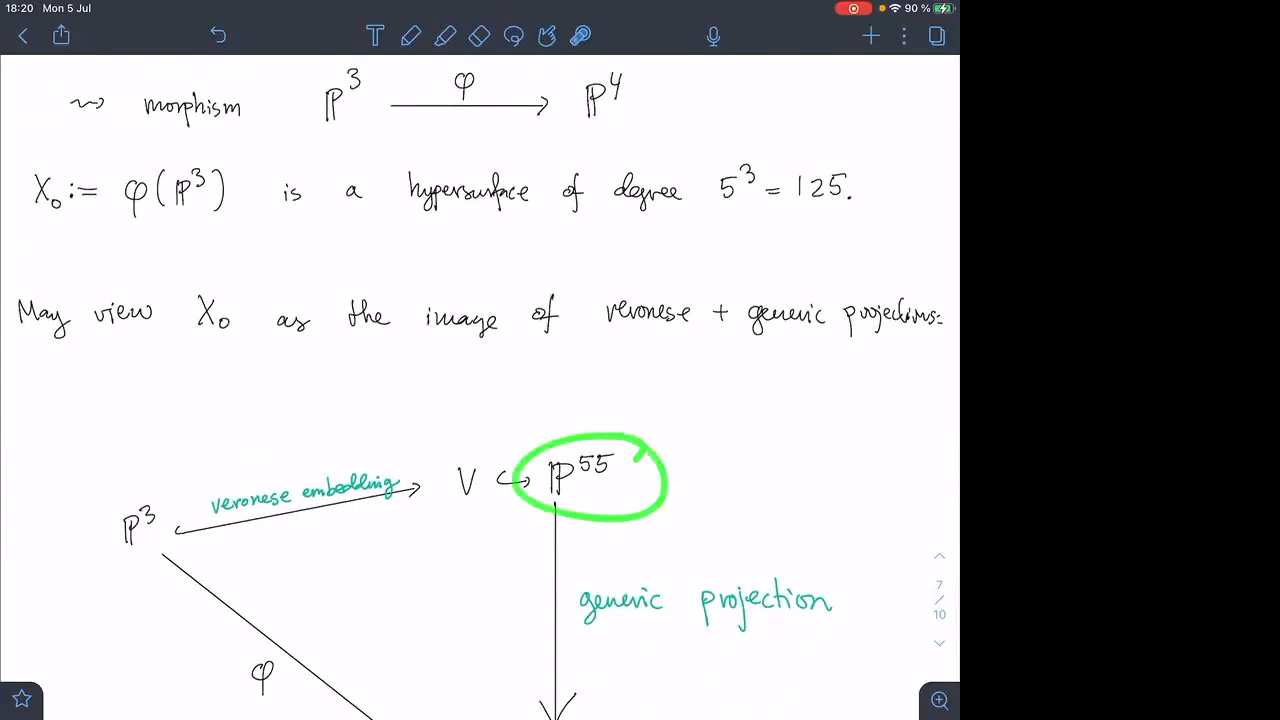 18:20 Mon 5 Jul
90 %
⇝ morphism ℙ³ ⟶ ℙ⁴
φ
X₀ := φ(ℙ³) is a hypersurface of degree 5³ = 125.
May view X₀ as the image of veronese + generic projections:
veronese embedding
V ↪ ℙ⁵⁵
ℙ³
generic projection
φ
7
/
10